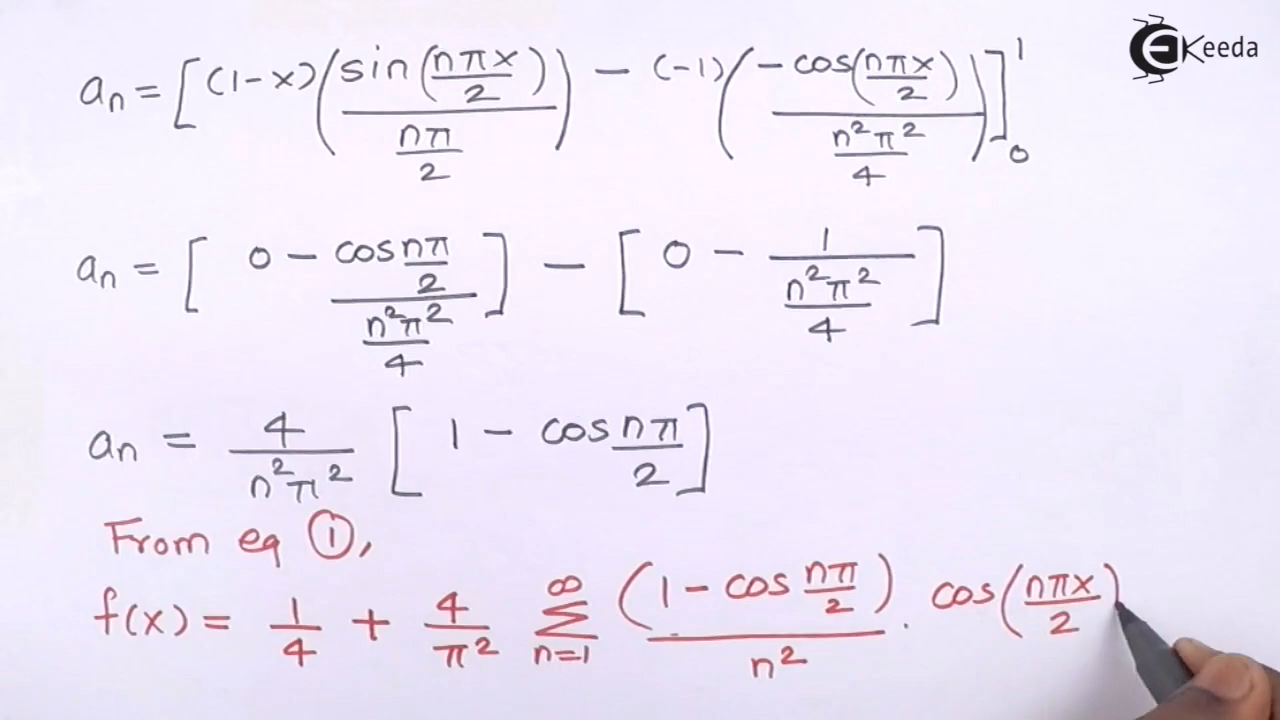 Keeda
aₙ = [(1-x)(sin(nπx/2)/(nπ/2)) - (-1)(-cos(nπx/2)/(n²π²/4))]₀¹
aₙ = [0 - cos nπ/2/(n²π²/4)] - [0 - 1/(n²π²/4)]
aₙ = 4/(n²π²) [1 - cos nπ/2]
From eq ①,
f(x) = 1/4 + 4/π² ∑_{n=1}^{∞} (1 - cos nπ/2)/n² . cos(nπx/2)